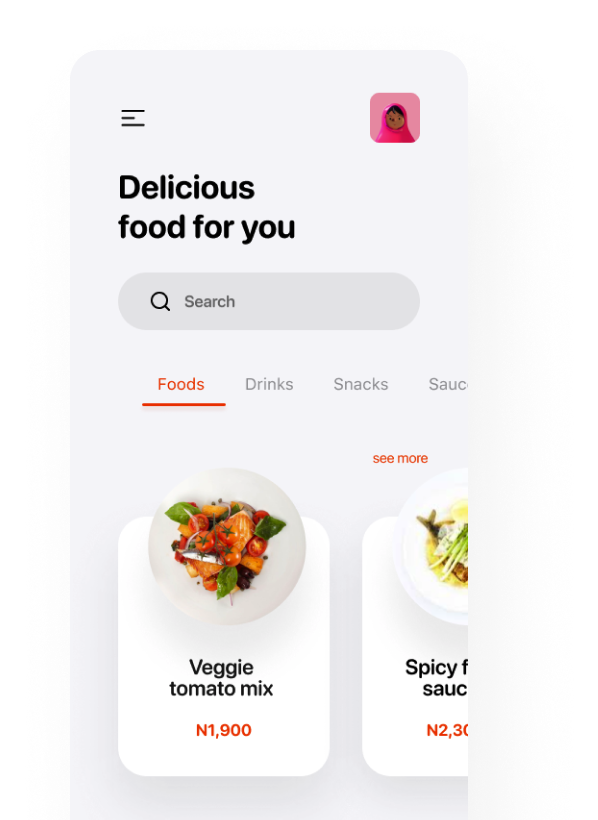 Delicious
food for you
Search
Foods Drinks Snacks Sauc
see more
Veggie
tomato mix
N1,900
Spicy f
sauc
N2,30